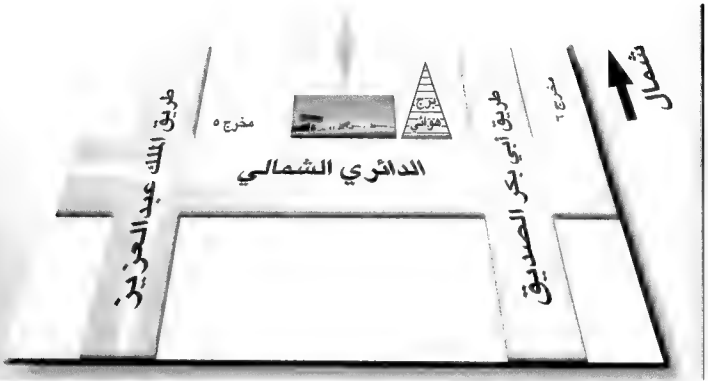 شمال
مخرج ٦
طريق أبي بكر الصديق
برج
هوائي
مخرج ٥
طريق الملك عبدالعزيز
الدائري الشمالي